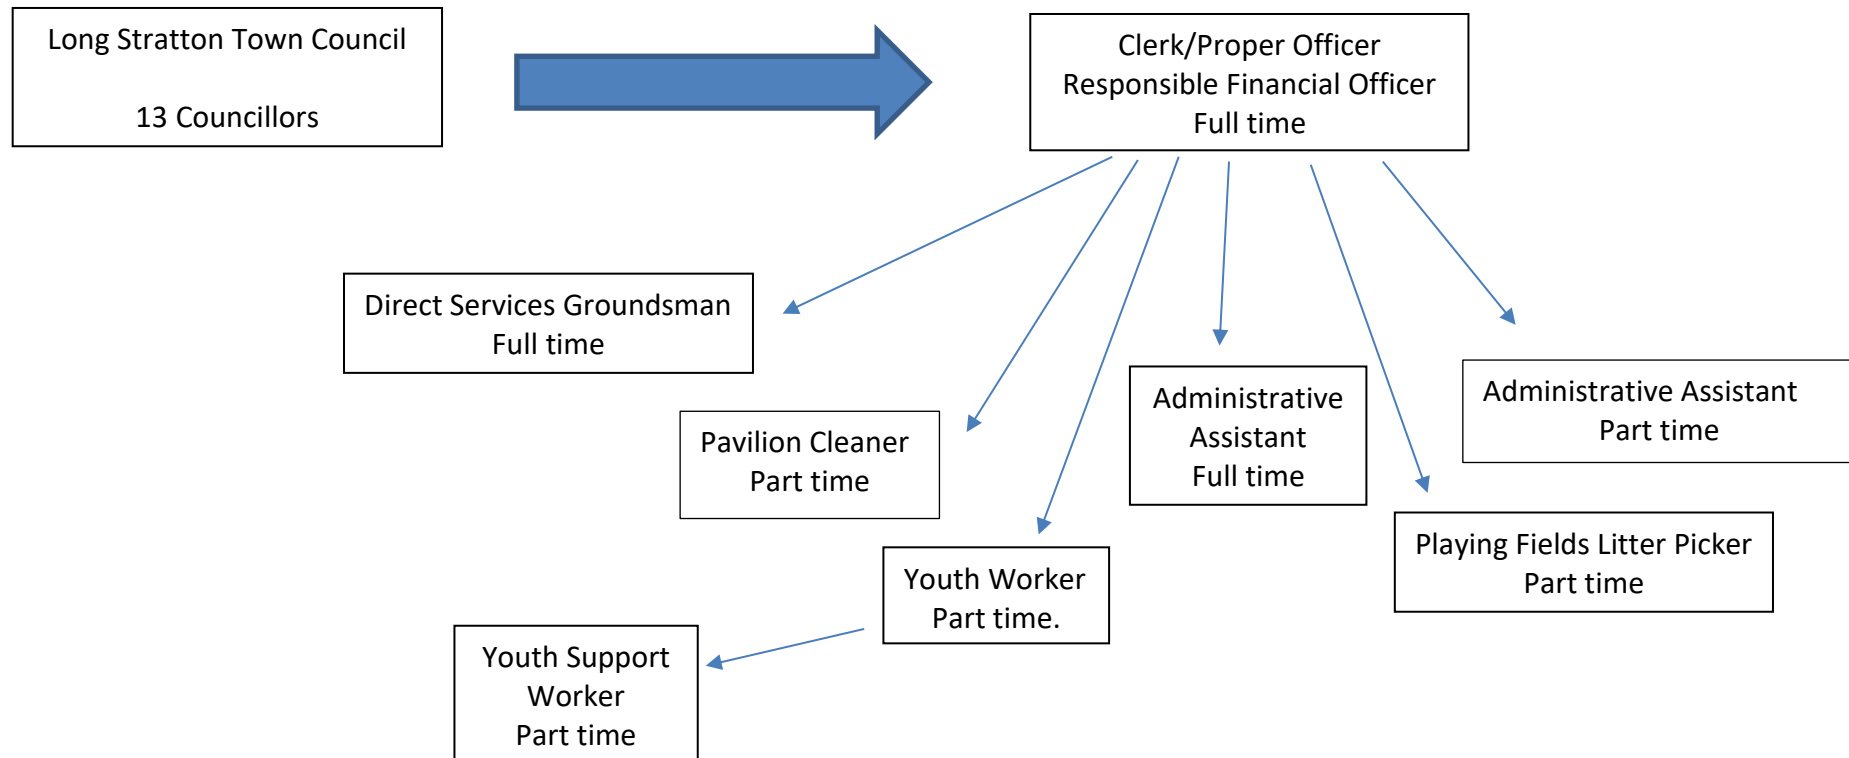 Long Stratton Town Council
13 Councillors
Clerk/Proper Officer
Responsible Financial Officer
Full time
Direct Services Groundsman
Full time
Pavilion Cleaner
Part time
Youth Worker
Part time.
Youth Support
Worker
Part time
Administrative
Assistant
Full time
Playing Fields Litter Picker
Part time
Administrative Assistant
Part time